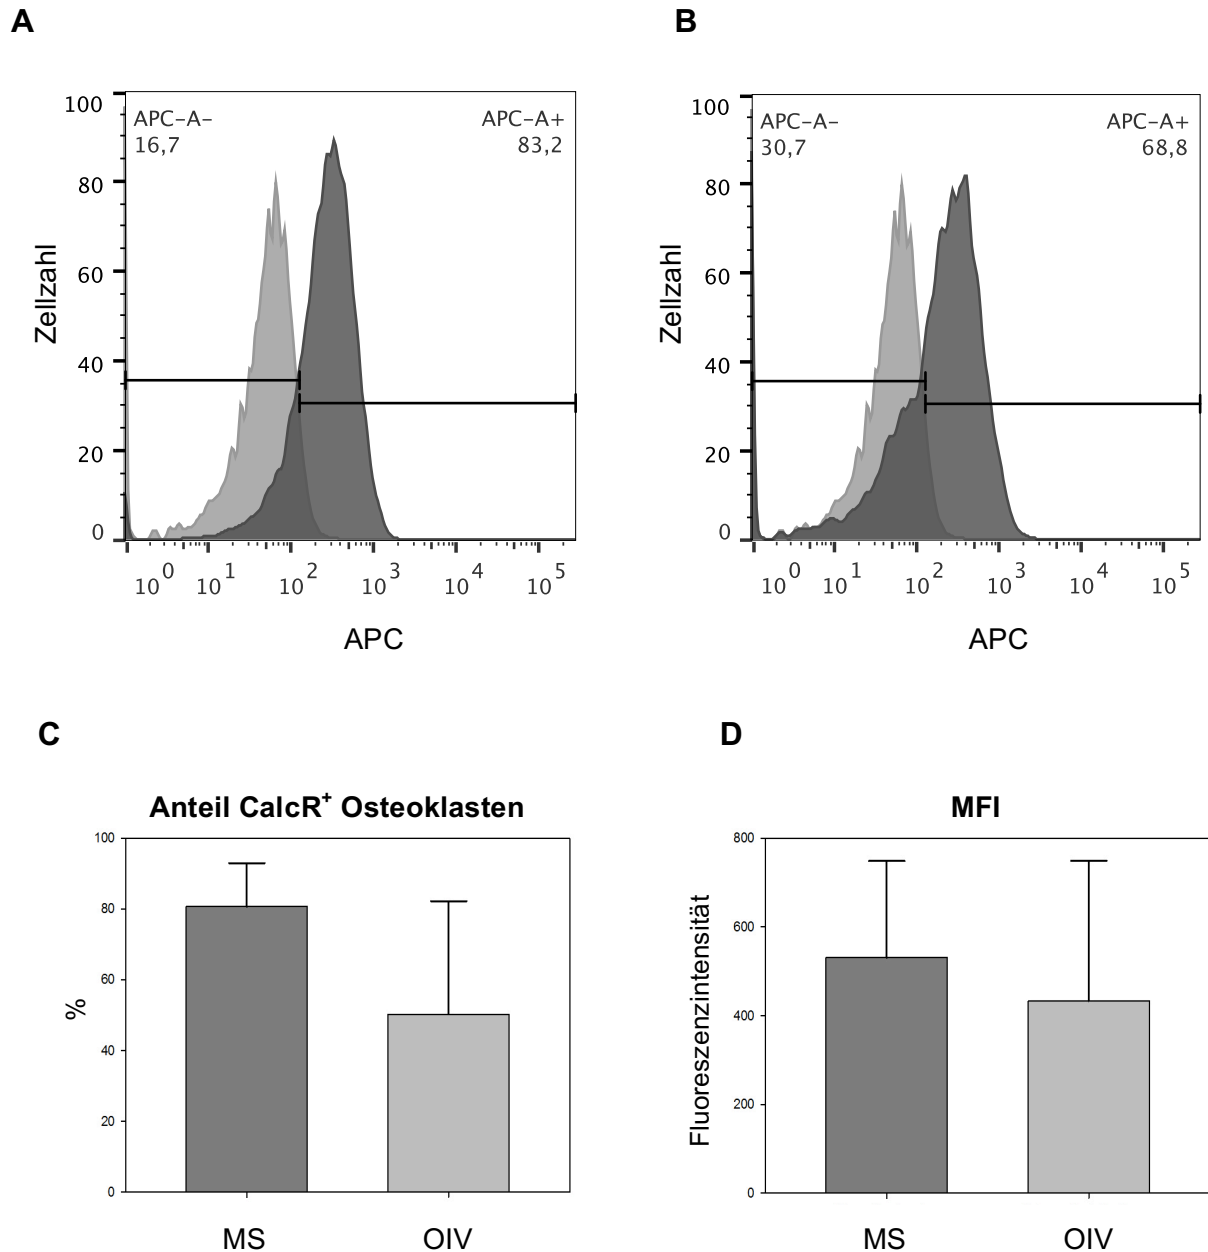 A
100
80
60
40
20
0
Zellzahl
APC-A-
16,7
APC-A+
83,2
10^0 10^1 10^2 10^3 10^4 10^5
APC
B
100
80
60
40
20
0
Zellzahl
APC-A-
30,7
APC-A+
68,8
10^0 10^1 10^2 10^3 10^4 10^5
APC
C
Anteil CalcR+ Osteoklasten
100
80
60
40
20
0
%
MS OIV
D
MFI
800
600
400
200
0
Fluoreszenzintensität
MS OIV